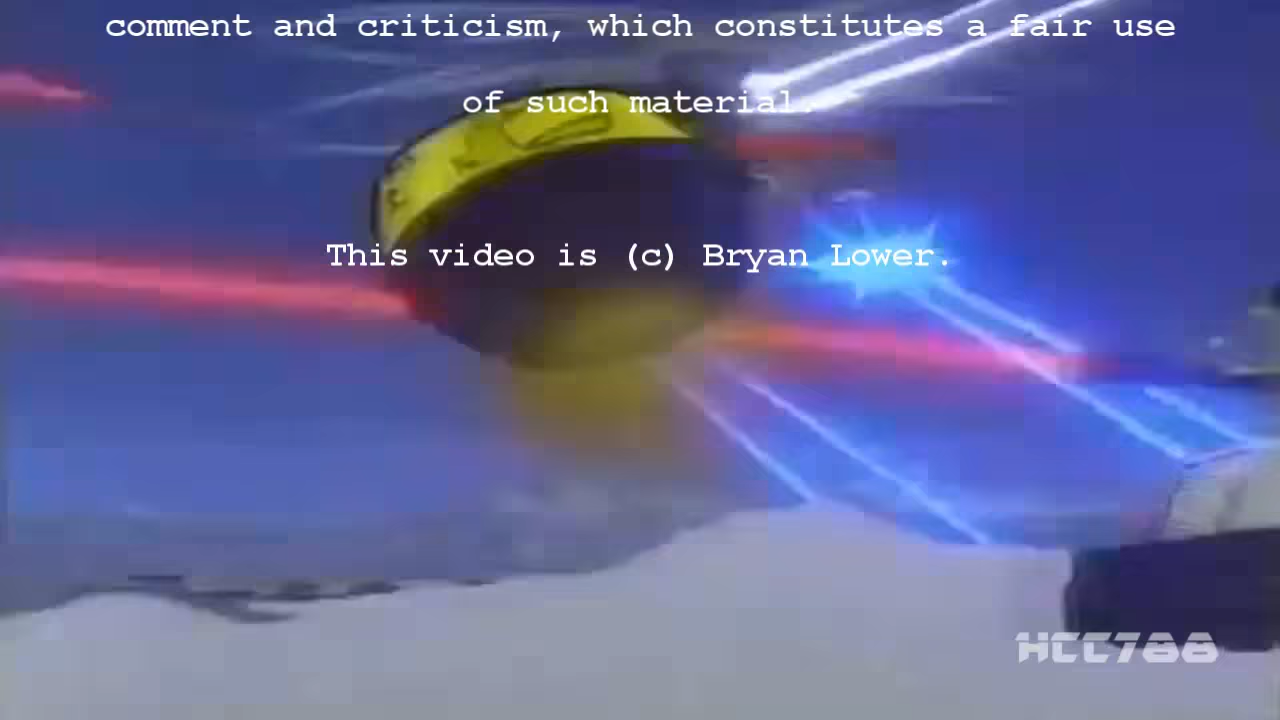 comment and criticism, which constitutes a fair use
of such material.
This video is (c) Bryan Lower.
HCC788